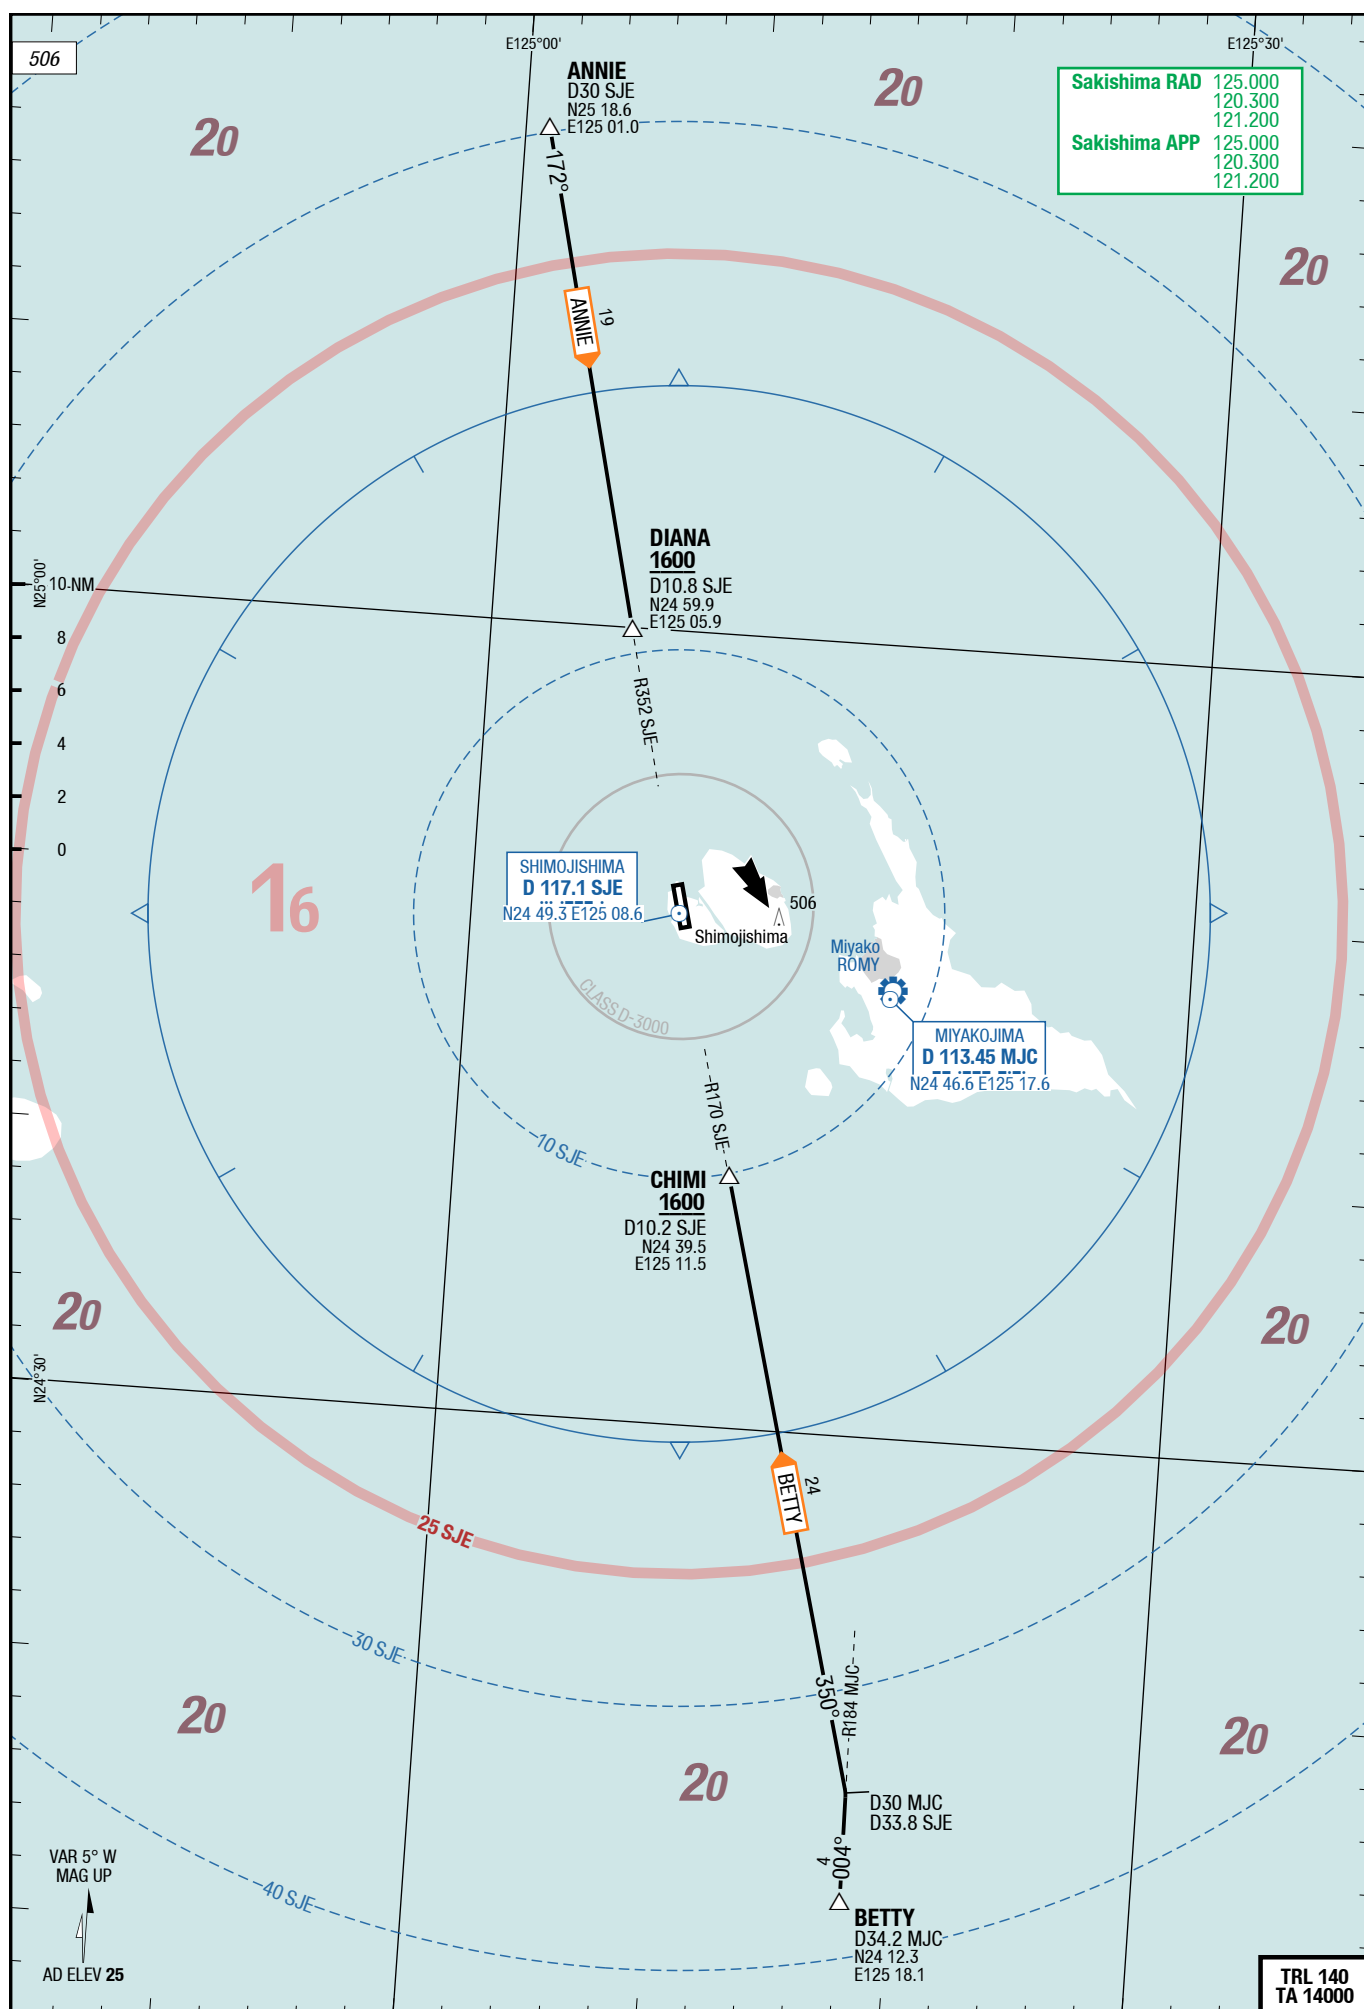 506
E125°00'
E125°30'
ANNIE
D30 SJE
N25 18.6
E125 01.0
20
20
Sakishima RAD 125.000
120.300
121.200
Sakishima APP 125.000
120.300
121.200
172°
20
ANNIE
19
DIANA
1600
D10.8 SJE
N24 59.9
E125 05.9
N25°00'
10 NM
8
6
4
2
0
R352 SJE
16
SHIMOJISHIMA
D 117.1 SJE
N24 49.3 E125 08.6
506
Shimojishima
Miyako
ROMY
CLASS D-3000
MIYAKOJIMA
D 113.45 MJC
N24 46.6 E125 17.6
R170 SJE
10 SJE
CHIMI
1600
D10.2 SJE
N24 39.5
E125 11.5
20
20
N24°30'
BETTY
24
25 SJE
30 SJE
350°
R184 MJC
20
20
20
D30 MJC
D33.8 SJE
4
004°
VAR 5° W
MAG UP
40 SJE
BETTY
D34.2 MJC
N24 12.3
E125 18.1
AD ELEV 25
TRL 140
TA 14000